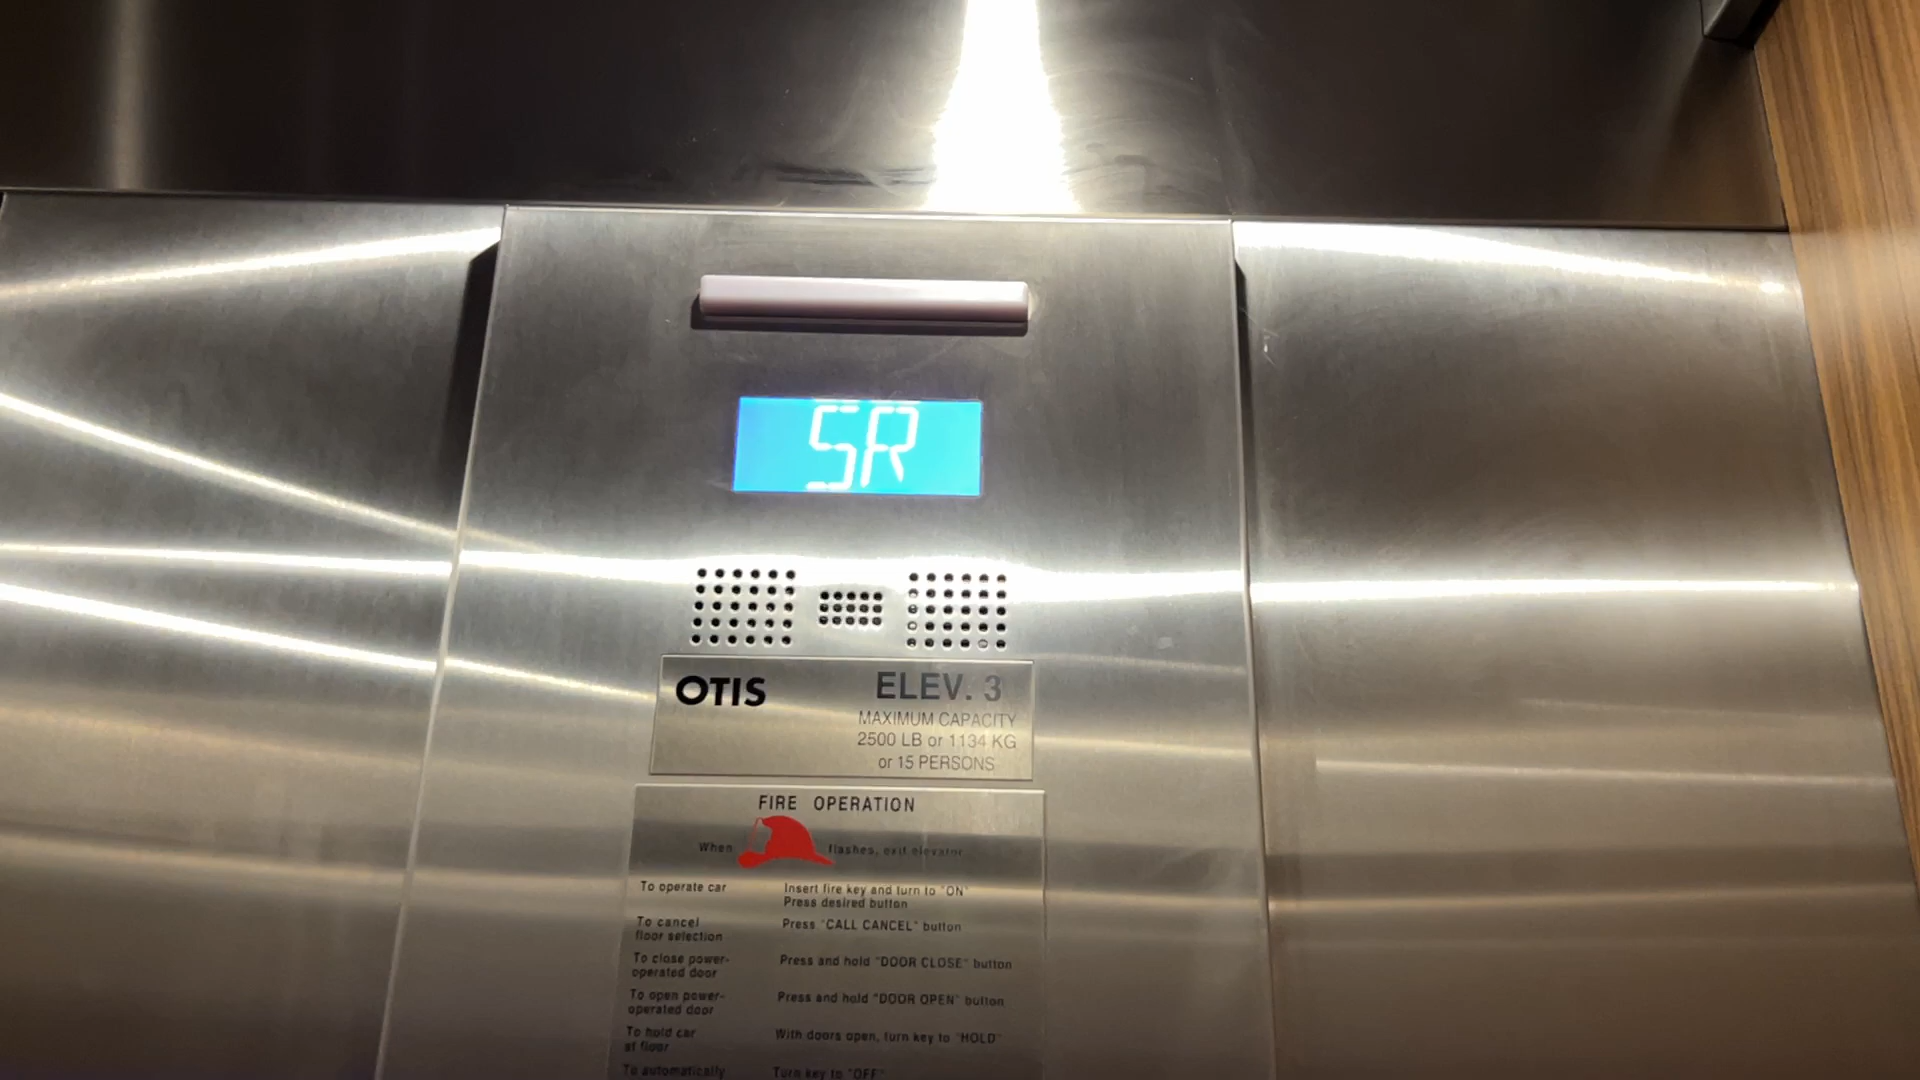 SR
OTIS
ELEV. 3
MAXIMUM CAPACITY
2500 LB or 1134 KG
or 15 PERSONS
FIRE OPERATION
When flashes, exit elevator
To operate car
Insert fire key and turn to "ON"
Press desired button
To cancel
floor selection
Press "CALL CANCEL" button
To close power-
operated door
Press and hold "DOOR CLOSE" button
To open power-
operated door
Press and hold "DOOR OPEN" button
To hold car
at floor
With doors open, turn key to "HOLD"
To automatically
Turn key to "OFF"